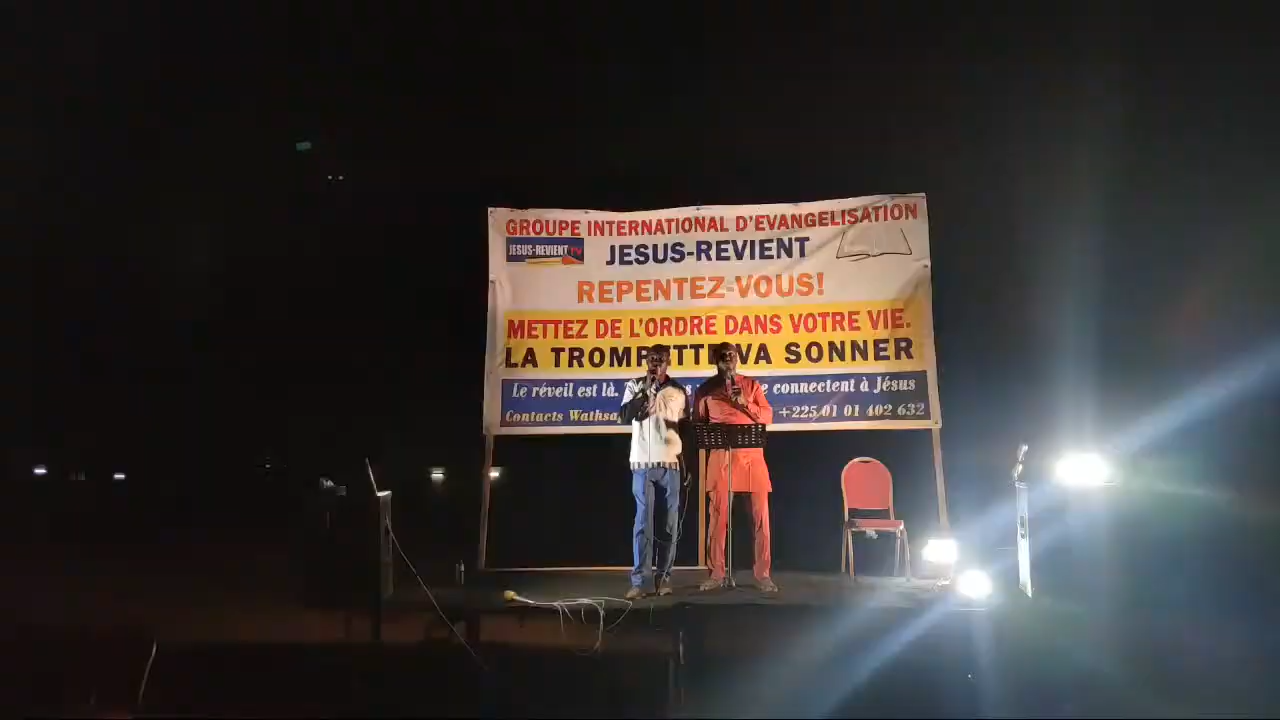 GROUPE INTERNATIONAL D'EVANGELISATION
JESUS-REVIENT TV
JESUS-REVIENT
REPENTEZ-VOUS!
METTEZ DE L'ORDRE DANS VOTRE VIE.
LA TROMPETTE VA SONNER
Le réveil est là. connectent à Jésus
Contacts +225 01 01 402 632